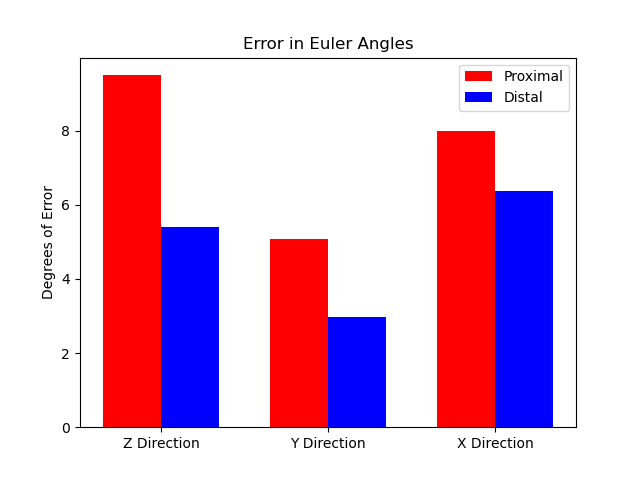 Error in Euler Angles
Proximal
Distal
Degrees of Error
8
6
4
2
0
Z Direction
Y Direction
X Direction